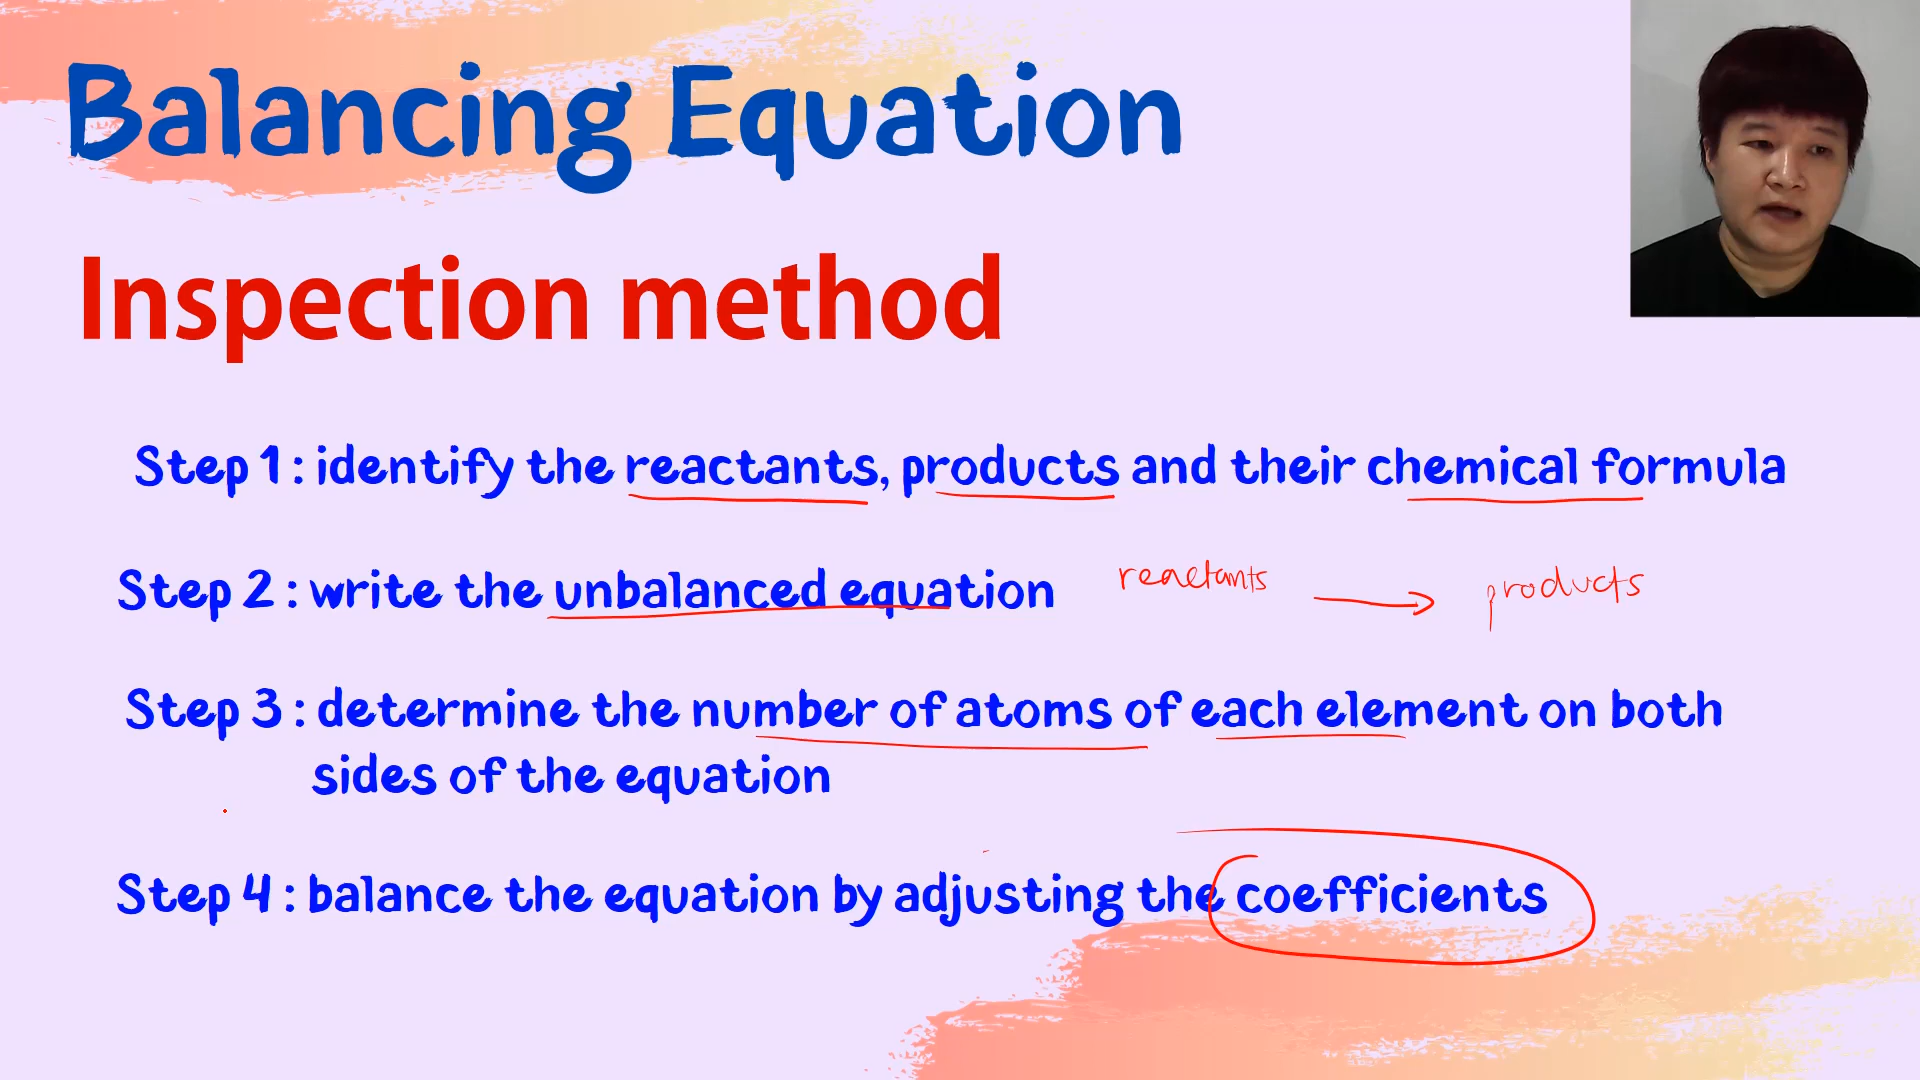 Balancing Equation
Inspection method
Step 1 : identify the reactants, products and their chemical formula
Step 2 : write the unbalanced equation reactants → products
Step 3 : determine the number of atoms of each element on both
sides of the equation
Step 4 : balance the equation by adjusting the coefficients